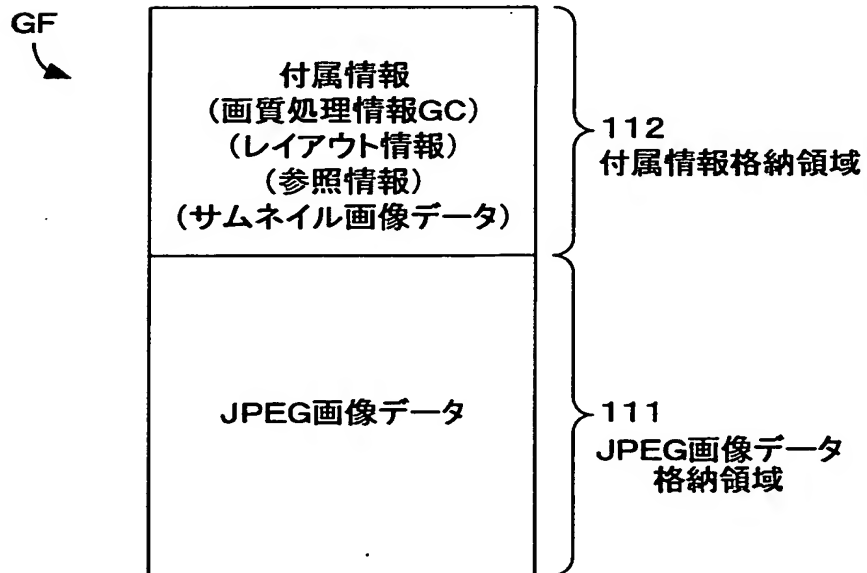 GF
付属情報
(画質処理情報GC)
(レイアウト情報)
(参照情報)
(サムネイル画像データ)
112
付属情報格納領域
JPEG画像データ
111
JPEG画像データ
格納領域